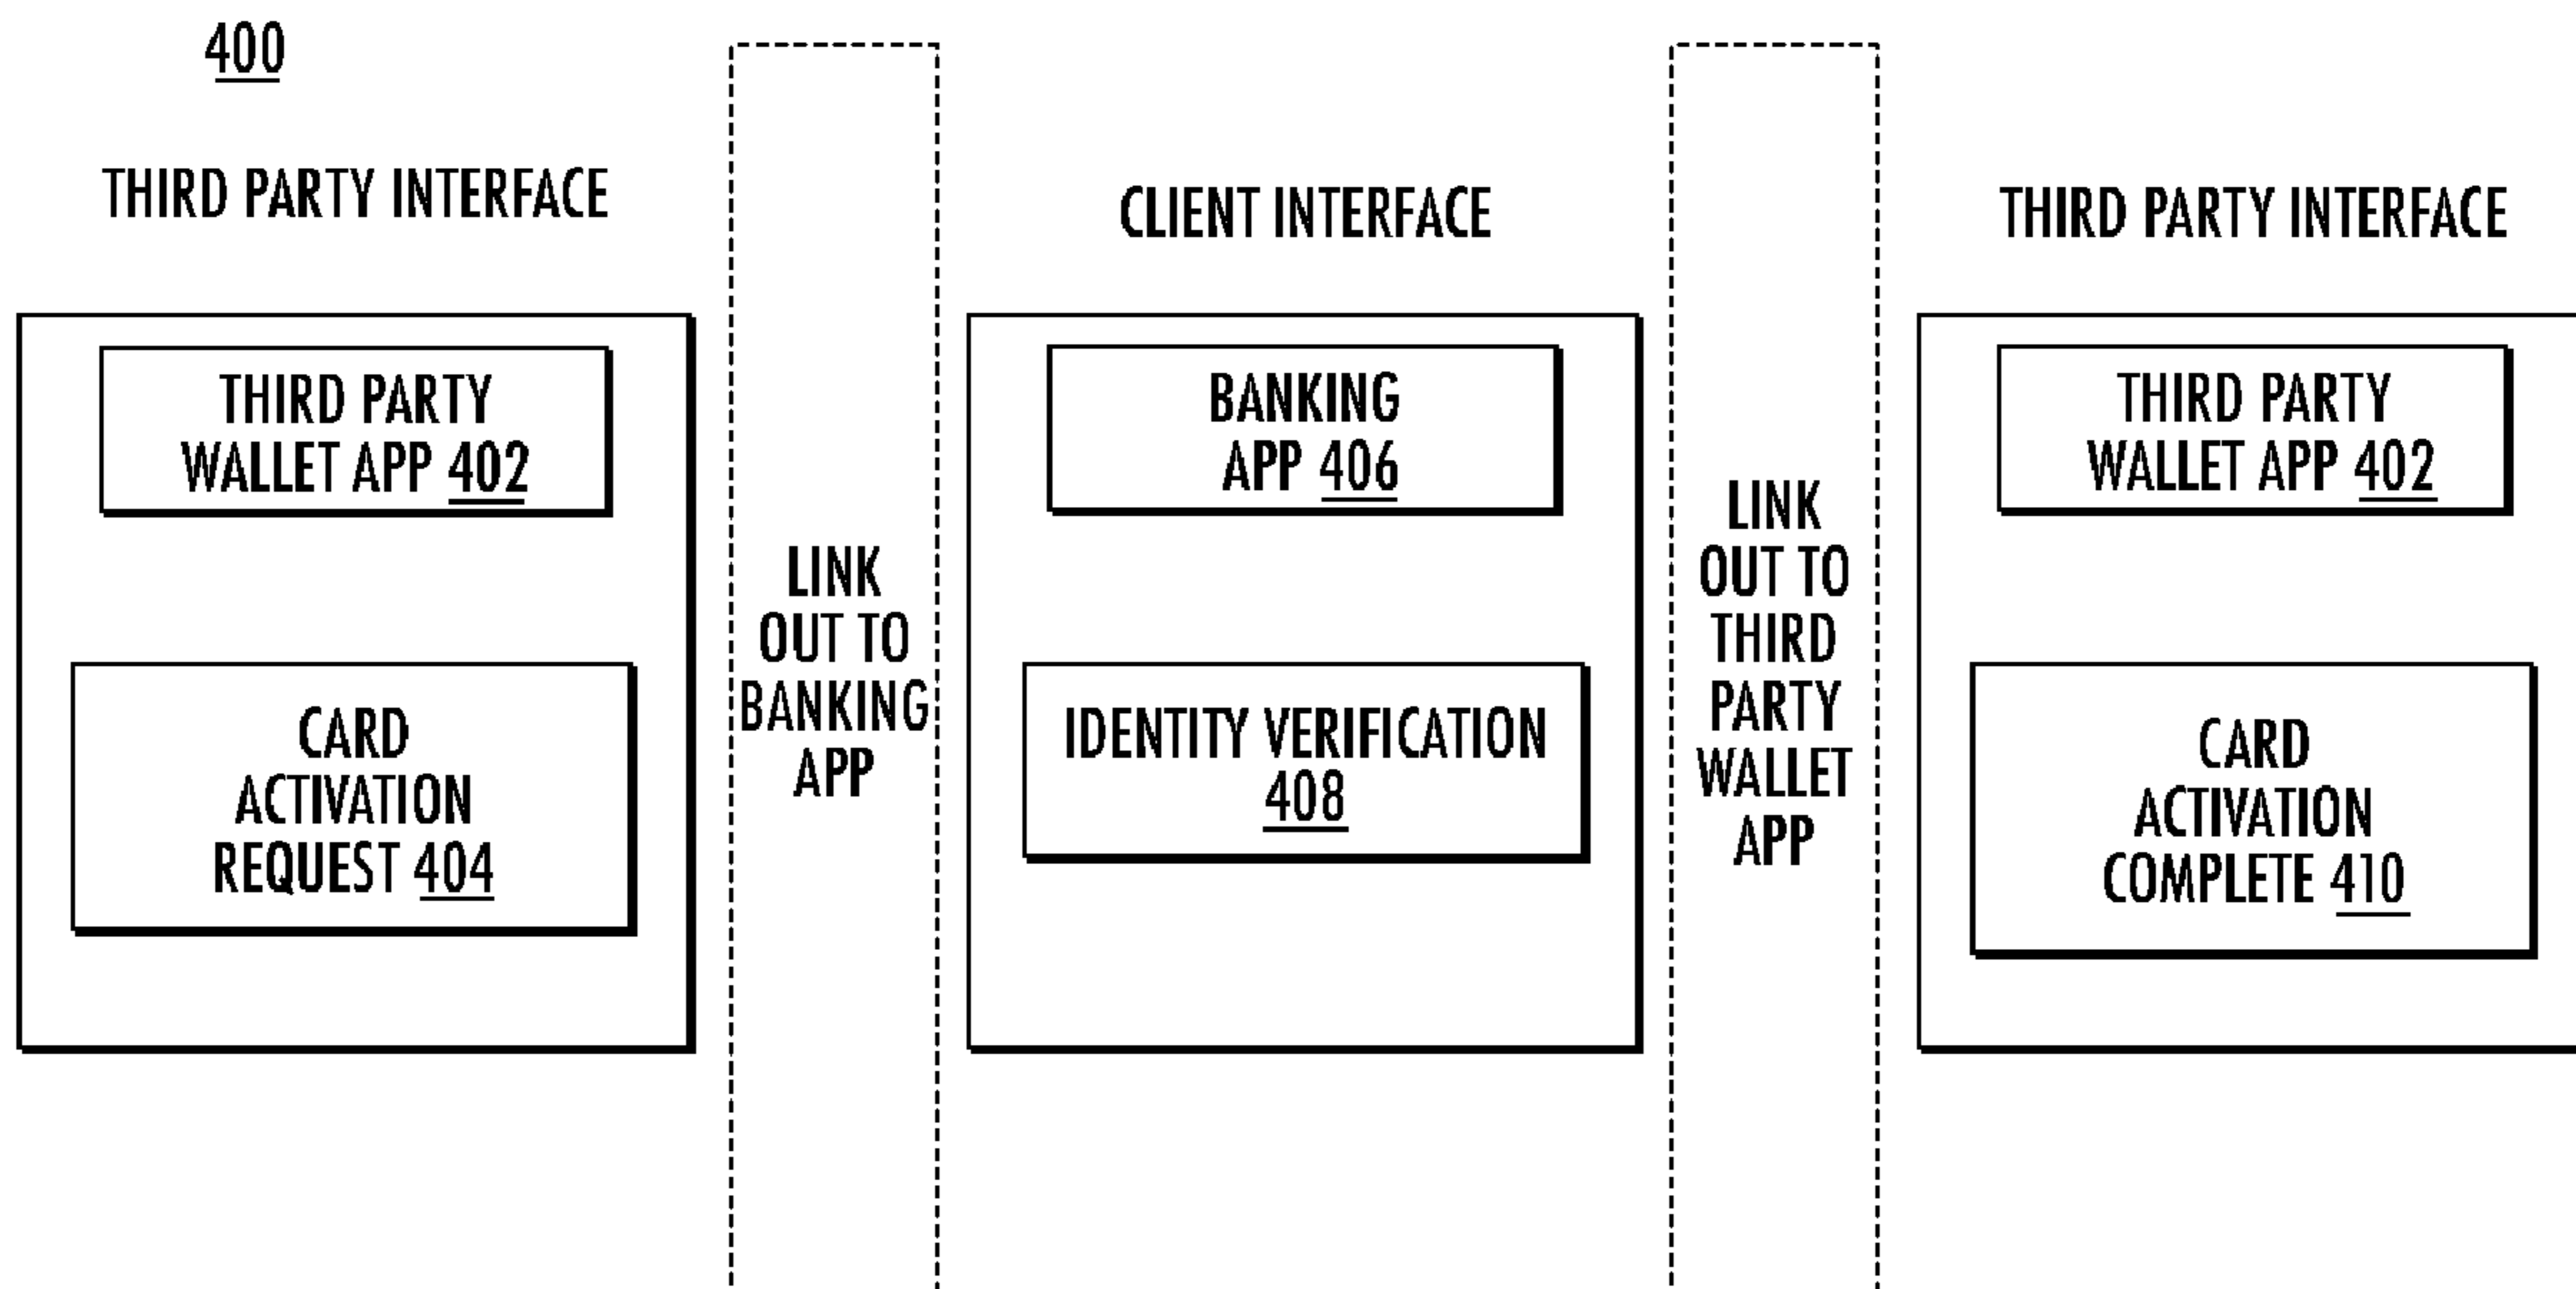 400
THIRD PARTY INTERFACE
THIRD PARTY
WALLET APP 402
CARD
ACTIVATION
REQUEST 404
LINK
OUT TO
BANKING
APP
CLIENT INTERFACE
BANKING
APP 406
IDENTITY VERIFICATION
408
LINK
OUT TO
THIRD
PARTY
WALLET
APP
THIRD PARTY INTERFACE
THIRD PARTY
WALLET APP 402
CARD
ACTIVATION
COMPLETE 410